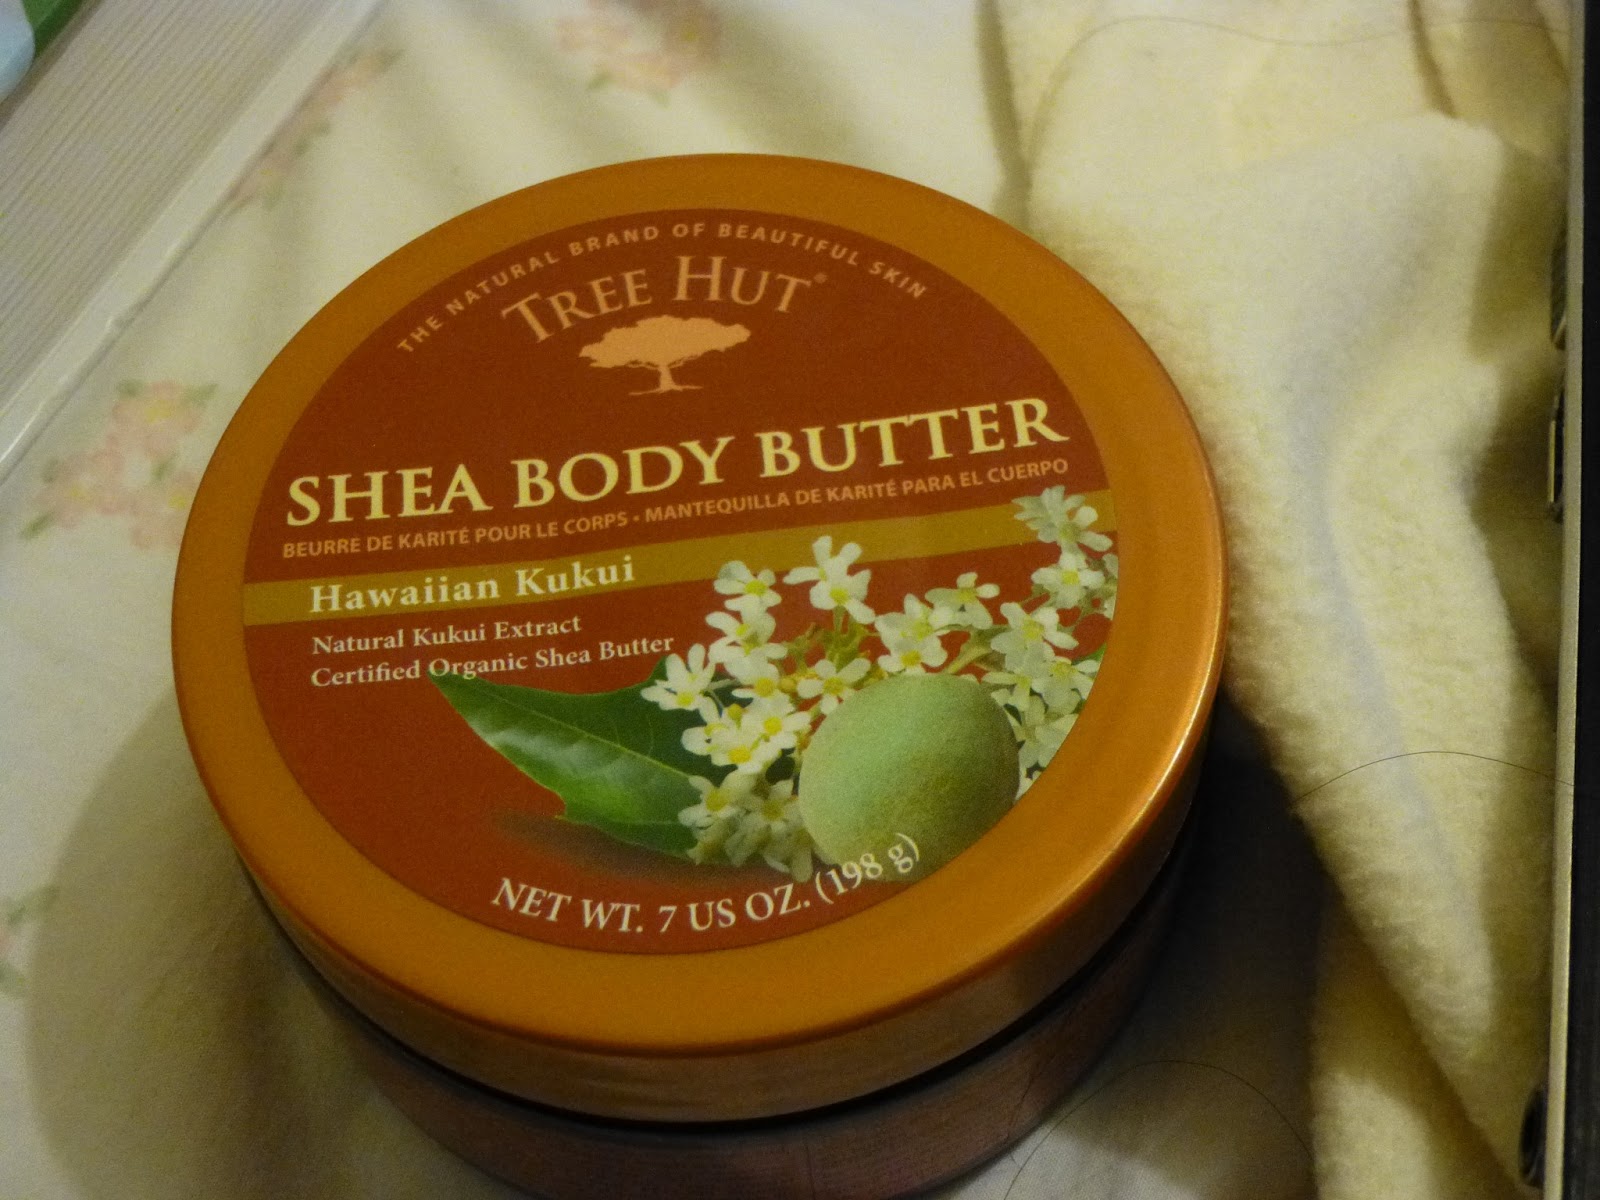 THE NATURAL BRAND OF BEAUTIFUL SKIN
TREE HUT®
SHEA BODY BUTTER
BEURRE DE KARITÉ POUR LE CORPS • MANTEQUILLA DE KARITÉ PARA EL CUERPO
Hawaiian Kukui
Natural Kukui Extract
Certified Organic Shea Butter
NET WT. 7 US OZ. (198 g)